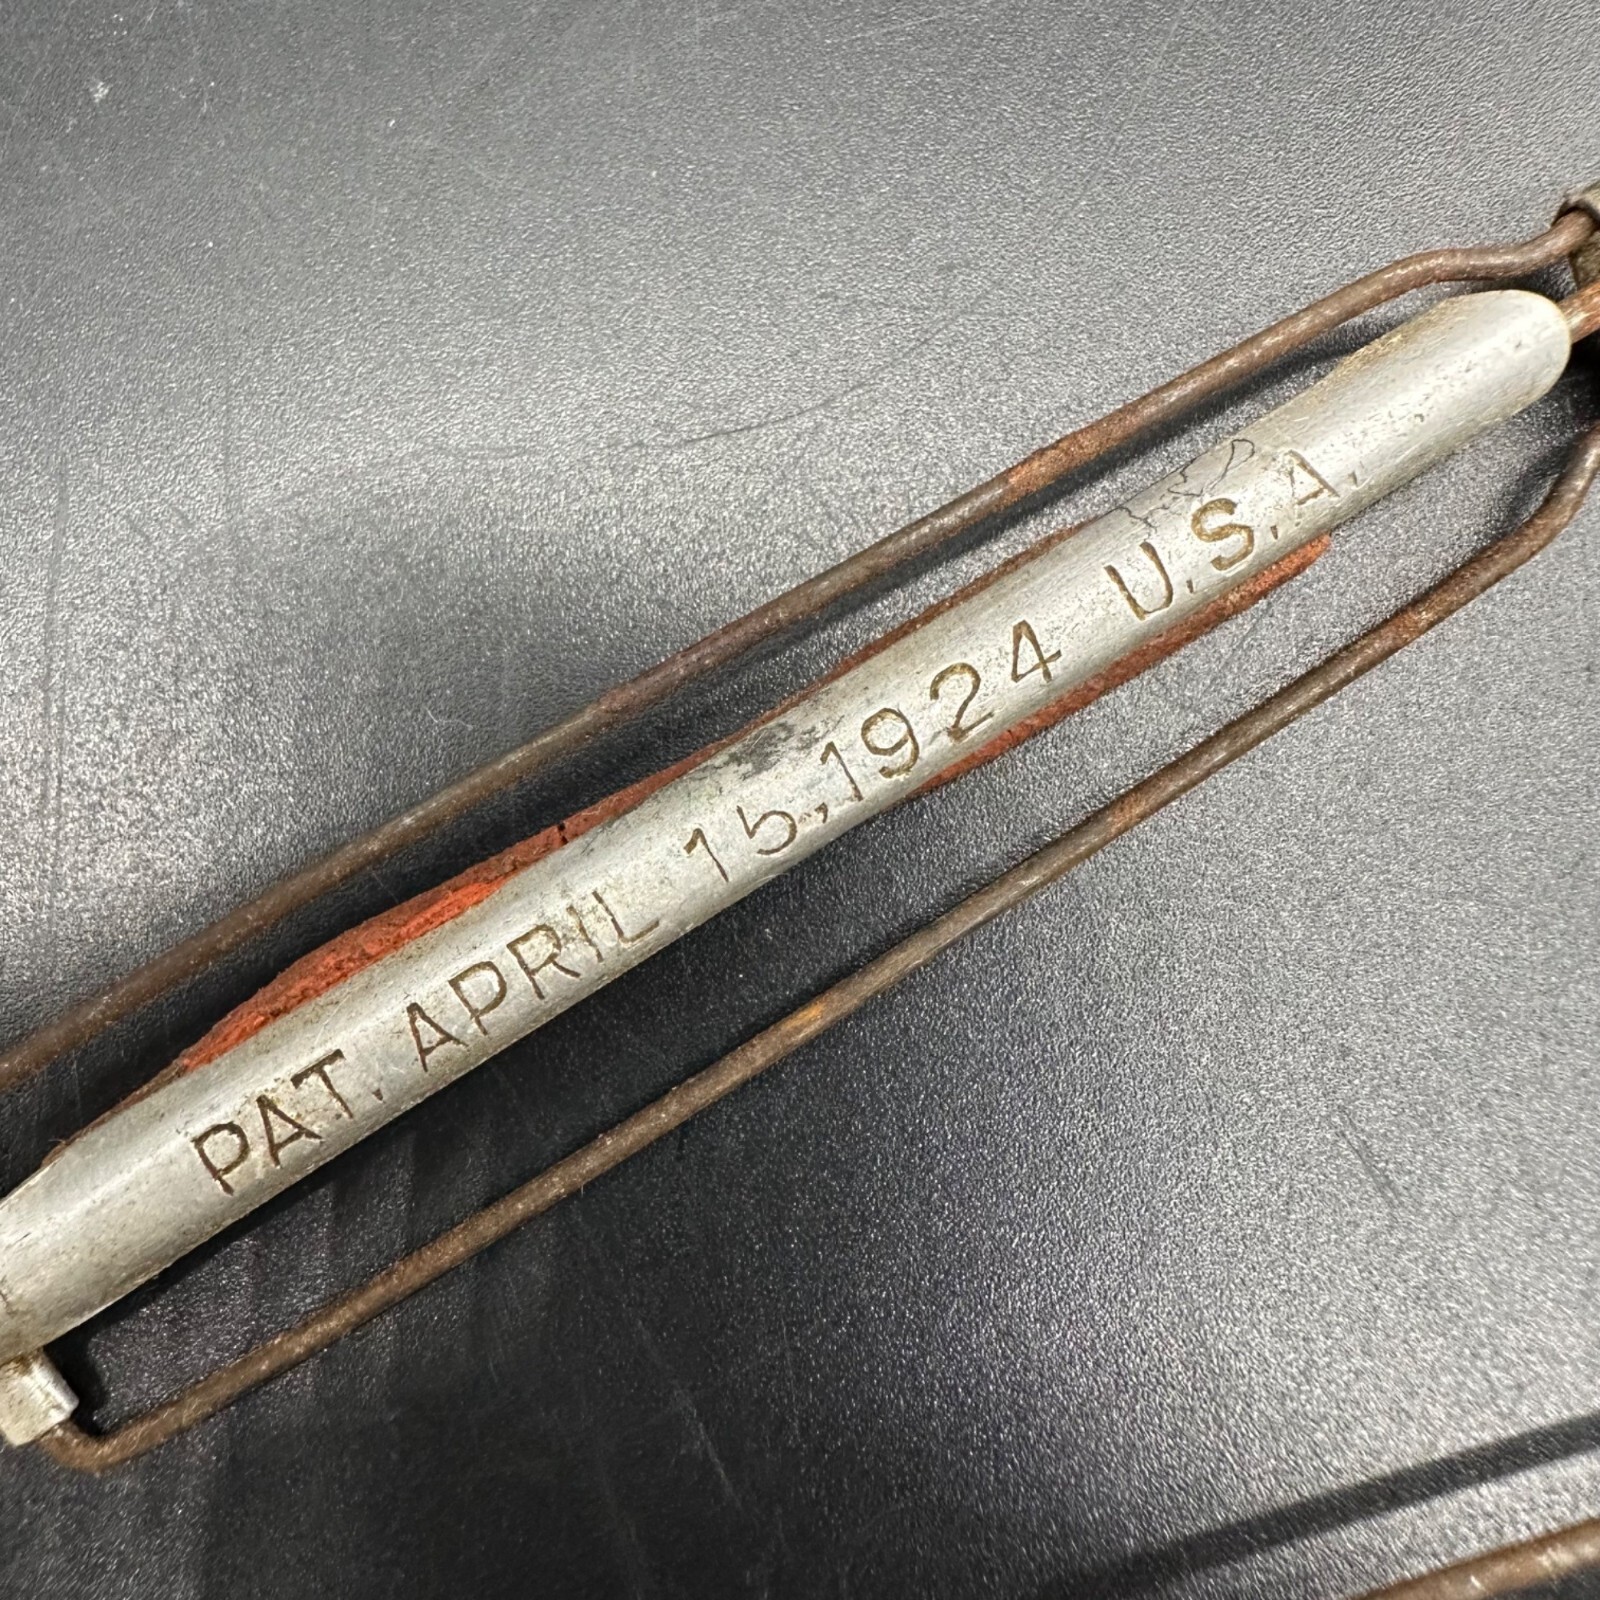 PAT. APRIL 15,1924 U.S.A.